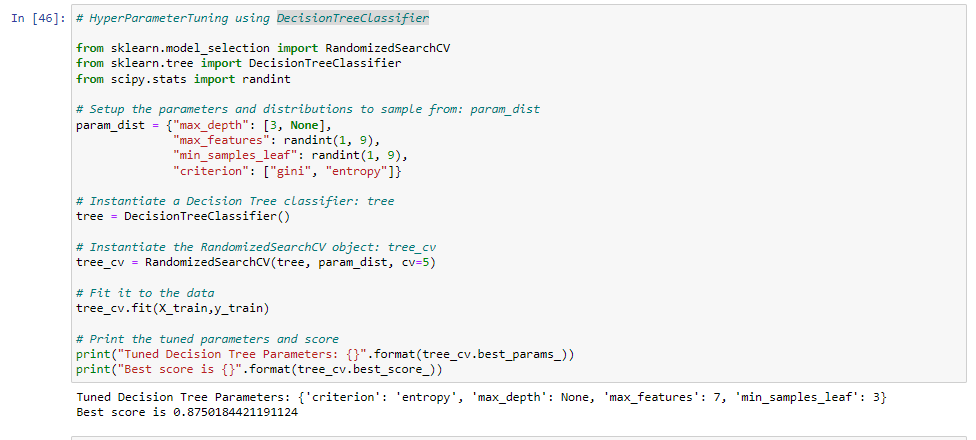 In [46]: # HyperParameterTuning using DecisionTreeClassifier
from sklearn.model_selection import RandomizedSearchCV
from sklearn.tree import DecisionTreeClassifier
from scipy.stats import randint
# Setup the parameters and distributions to sample from: param_dist
param_dist = {"max_depth": [3, None],
"max_features": randint(1, 9),
"min_samples_leaf": randint(1, 9),
"criterion": ["gini", "entropy"]}
# Instantiate a Decision Tree classifier: tree
tree = DecisionTreeClassifier()
# Instantiate the RandomizedSearchCV object: tree_cv
tree_cv = RandomizedSearchCV(tree, param_dist, cv=5)
# Fit it to the data
tree_cv.fit(X_train,y_train)
# Print the tuned parameters and score
print("Tuned Decision Tree Parameters: {}".format(tree_cv.best_params_))
print("Best score is {}".format(tree_cv.best_score_))
Tuned Decision Tree Parameters: {'criterion': 'entropy', 'max_depth': None, 'max_features': 7, 'min_samples_leaf': 3}
Best score is 0.8750184421191124